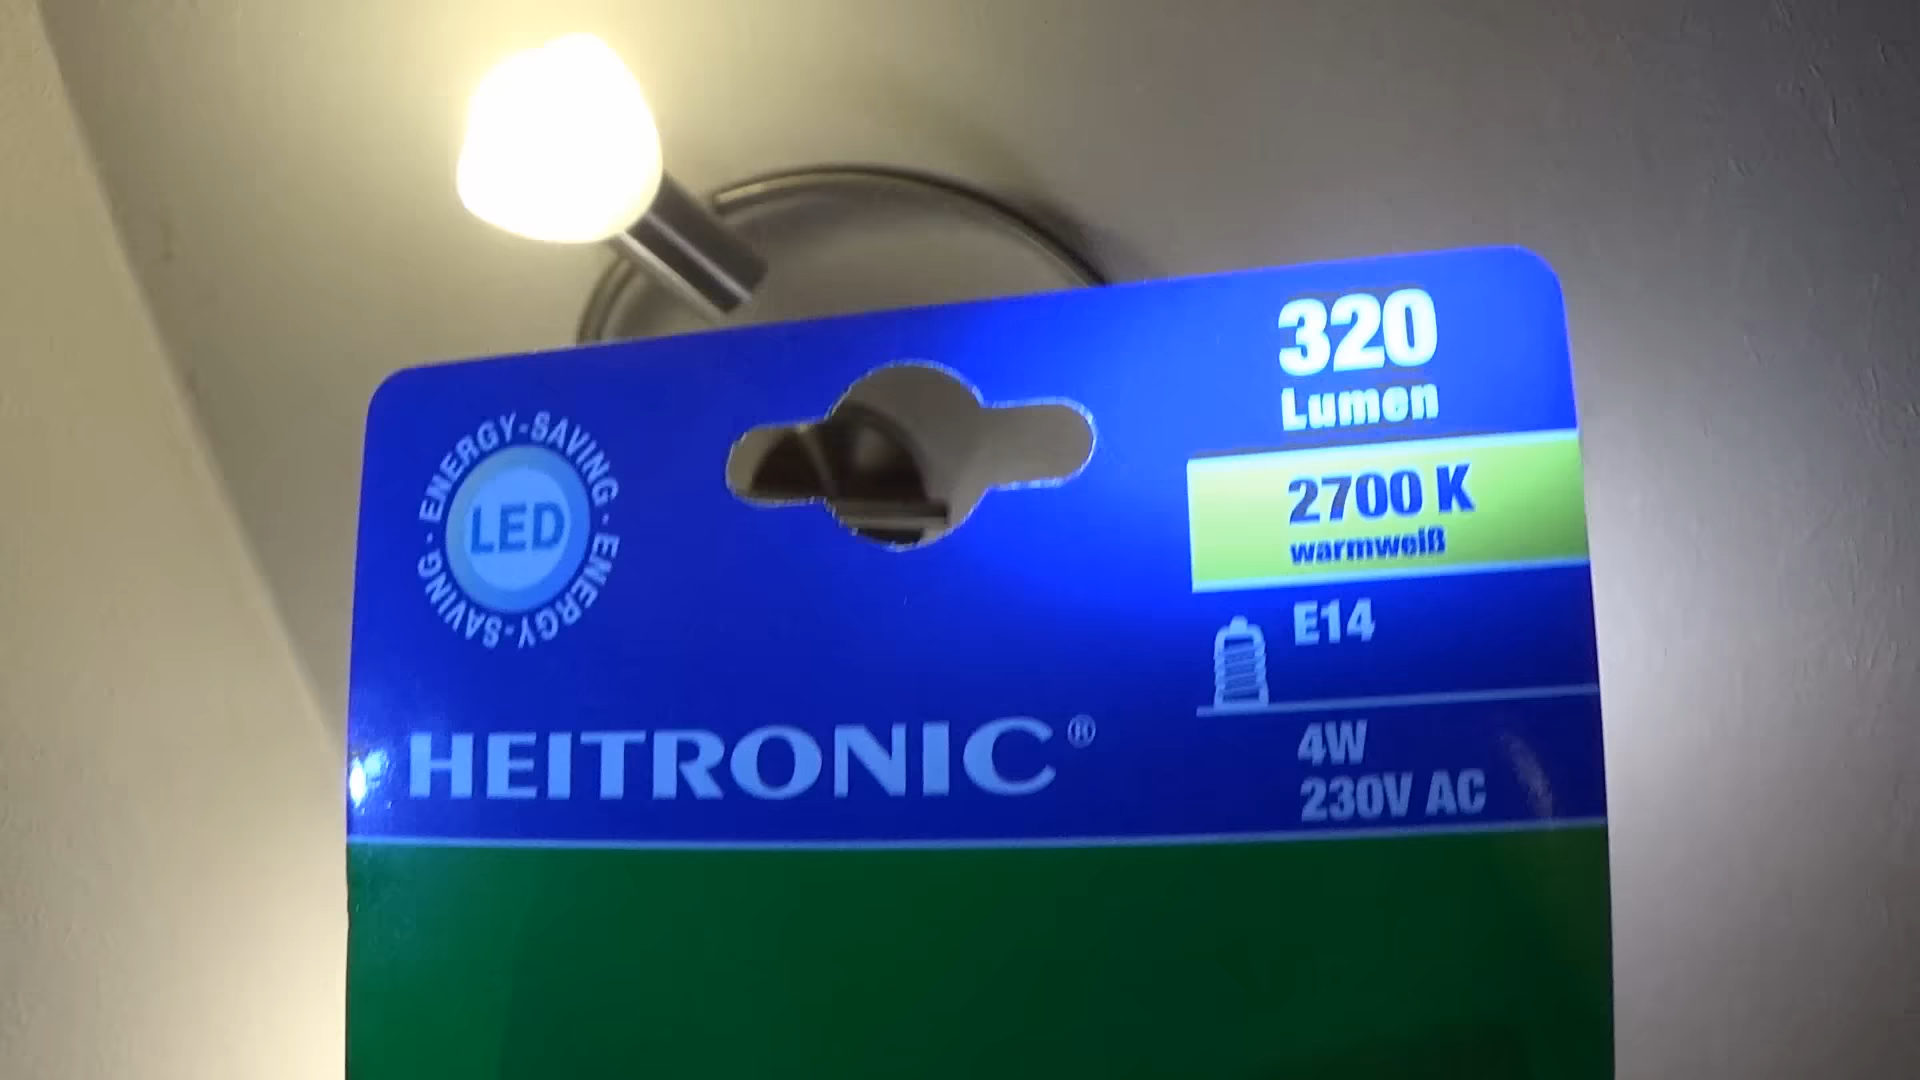 320
Lumen
2700 K
warmweiß
E14
4W
230V AC
ENERGY-SAVING · ENERGY-SAVING ·
LED
HEITRONIC®